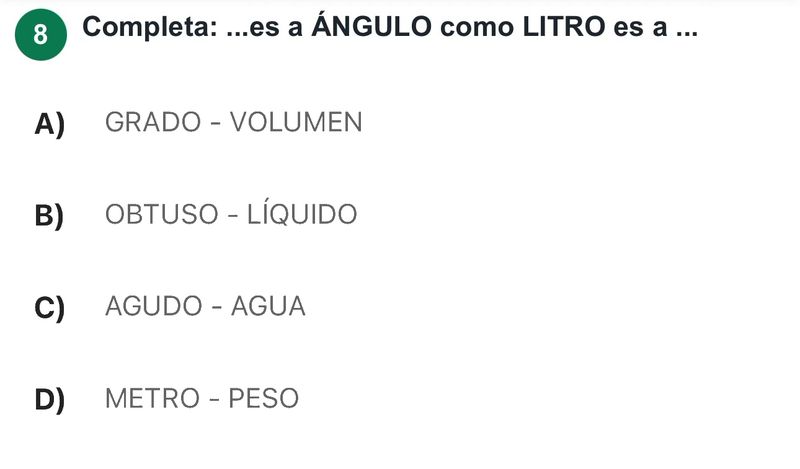 8 Completa: ...es a ÁNGULO como LITRO es a ...
A) GRADO - VOLUMEN
B) OBTUSO - LÍQUIDO
C) AGUDO - AGUA
D) METRO - PESO